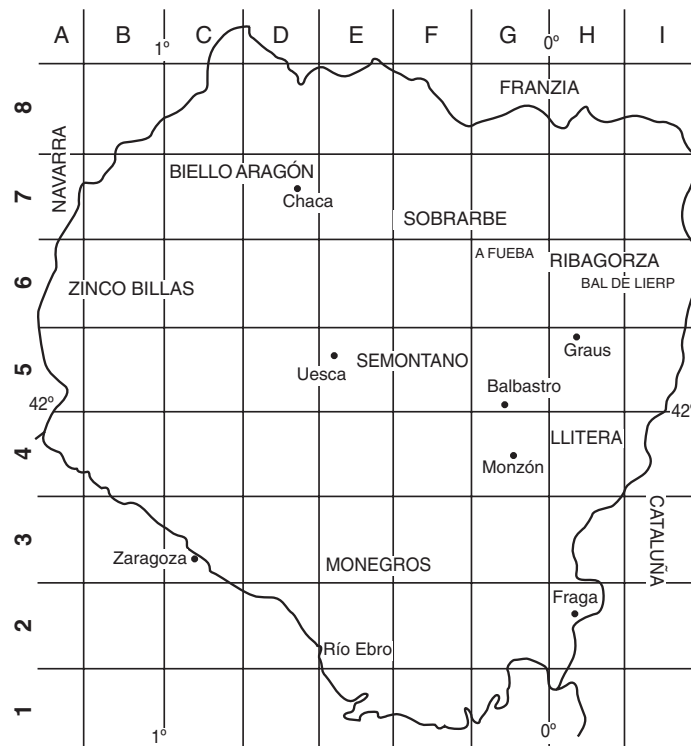 A B C D E F G H I
1º 0º
8
FRANZIA
NAVARRA
BIELLO ARAGÓN
7
Chaca
SOBRARBE
A FUEBA
RIBAGORZA
6
ZINCO BILLAS
BAL DE LIERP
Graus
5
Uesca
SEMONTANO
Balbastro
42º 42º
LLITERA
4
Monzón
CATALUÑA
3
Zaragoza
MONEGROS
Fraga
2
Río Ebro
1
1º 0º